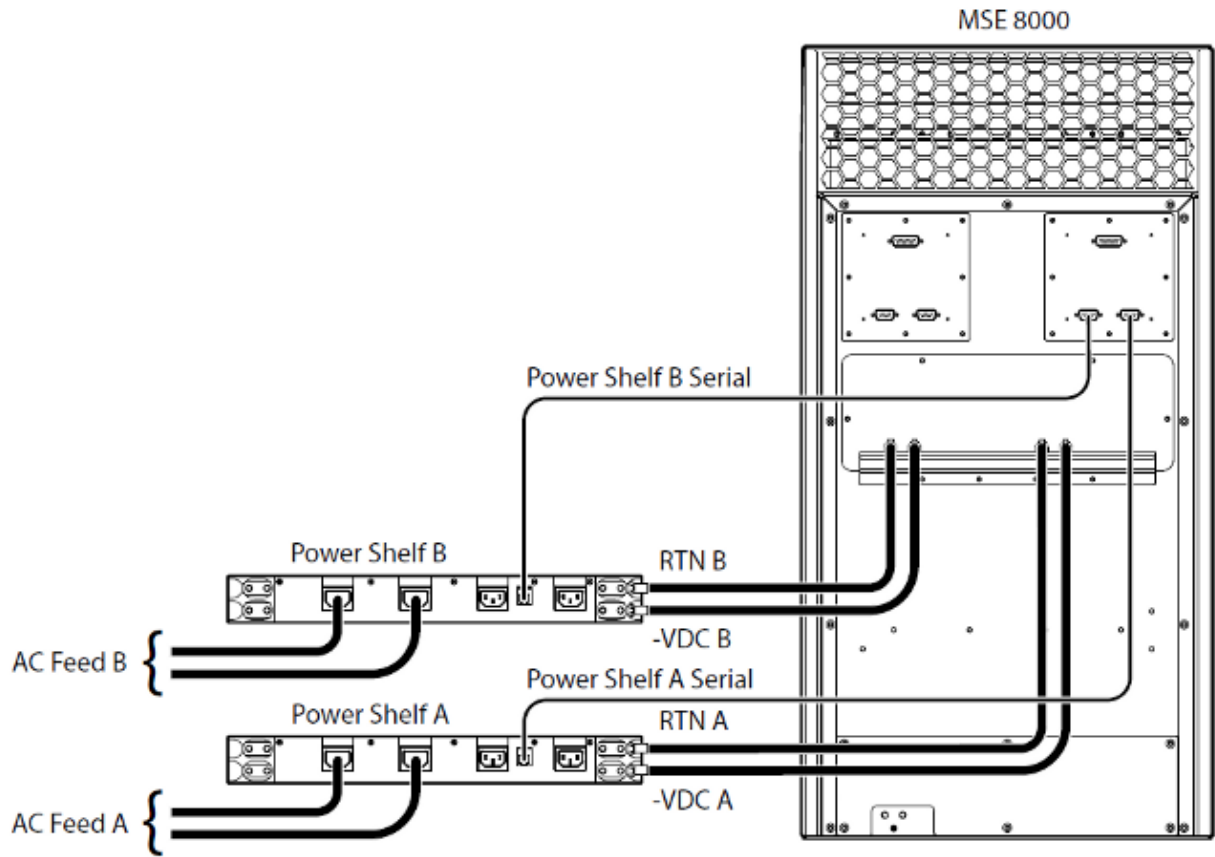 MSE 8000
Power Shelf B Serial
Power Shelf B
RTN B
-VDC B
AC Feed B
Power Shelf A Serial
Power Shelf A
RTN A
-VDC A
AC Feed A